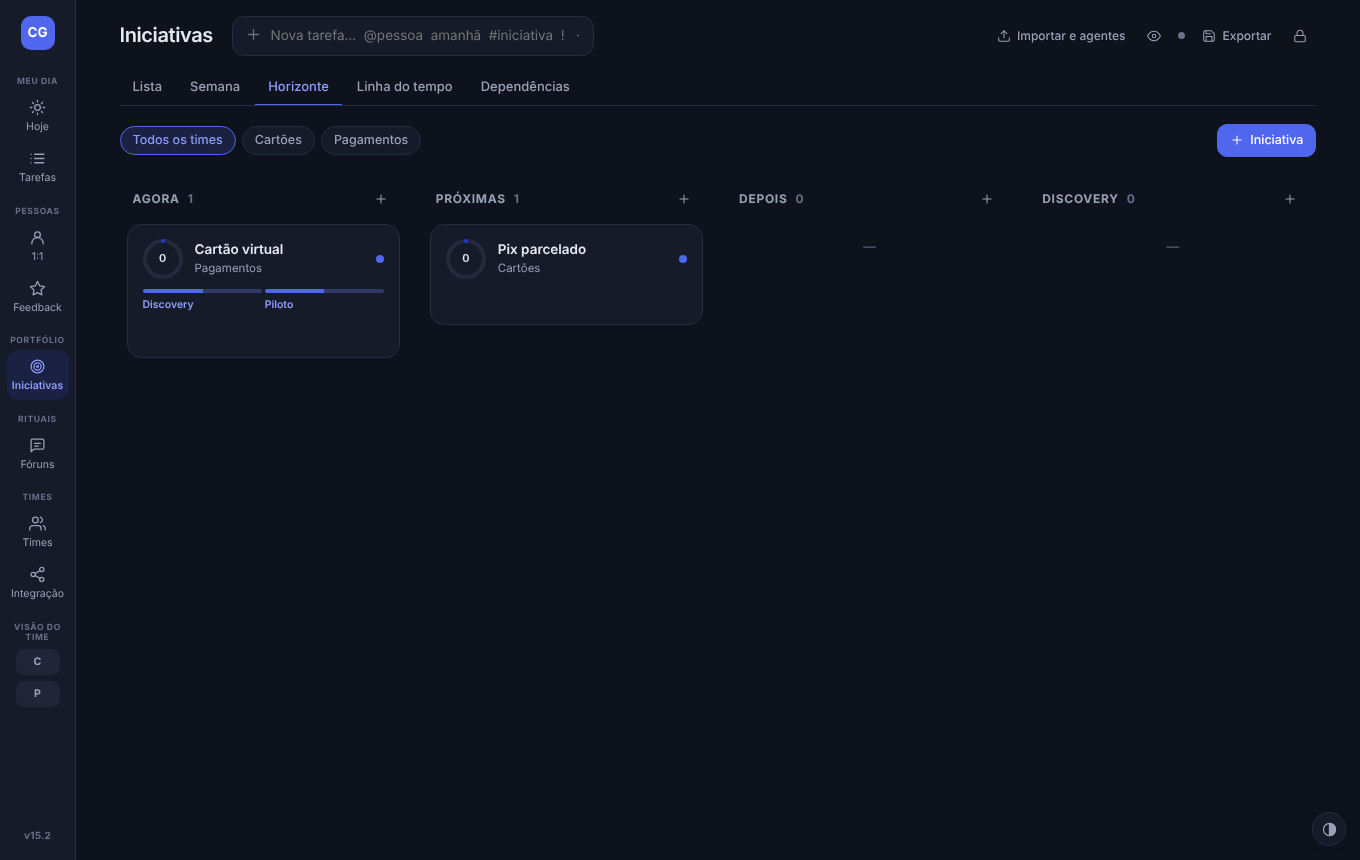 CG
MEU DIA
Hoje
Tarefas
PESSOAS
1:1
Feedback
PORTFÓLIO
Iniciativas
RITUAIS
Fóruns
TIMES
Times
Integração
VISÃO DO
TIME
C
P
v15.2
Iniciativas
Nova tarefa... @pessoa amanhã #iniciativa ! ·
Importar e agentes
Exportar
Lista Semana Horizonte Linha do tempo Dependências
Todos os times Cartões Pagamentos
+ Iniciativa
AGORA 1
0
Cartão virtual
Pagamentos
Discovery Piloto
PRÓXIMAS 1
0
Pix parcelado
Cartões
DEPOIS 0
—
DISCOVERY 0
—